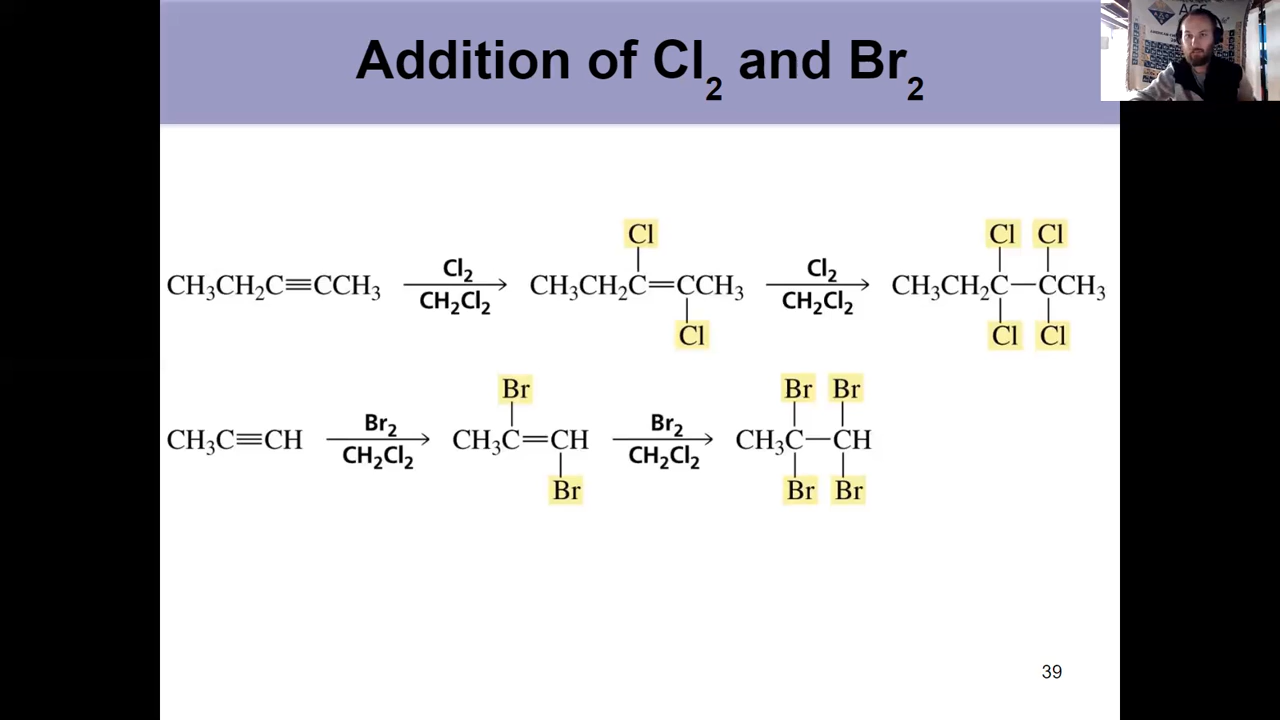 Addition of Cl₂ and Br₂
ACS
Cl Cl Cl
CH₃CH₂C≡CCH₃ Cl₂ CH₂Cl₂ CH₃CH₂C=CCH₃ Cl₂ CH₂Cl₂ CH₃CH₂C—CCH₃
Cl Cl Cl
Br Br Br
CH₃C≡CH Br₂ CH₂Cl₂ CH₃C=CH Br₂ CH₂Cl₂ CH₃C—CH
Br Br Br
39